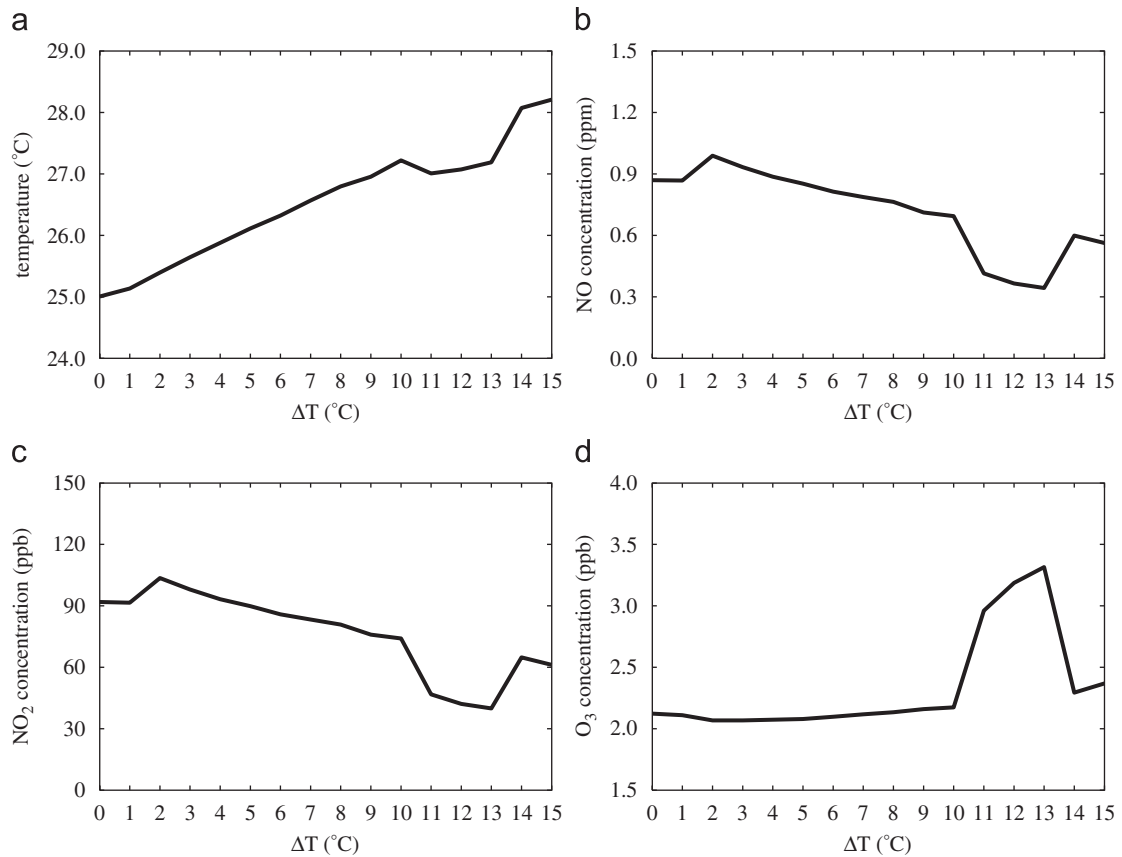 a
29.0
28.0
27.0
26.0
25.0
24.0
temperature (°C)
0 1 2 3 4 5 6 7 8 9 10 11 12 13 14 15
ΔT (°C)
b
1.5
1.2
0.9
0.6
0.3
0.0
NO concentration (ppm)
0 1 2 3 4 5 6 7 8 9 10 11 12 13 14 15
ΔT (°C)
c
150
120
90
60
30
0
NO₂ concentration (ppb)
0 1 2 3 4 5 6 7 8 9 10 11 12 13 14 15
ΔT (°C)
d
4.0
3.5
3.0
2.5
2.0
1.5
O₃ concentration (ppb)
0 1 2 3 4 5 6 7 8 9 10 11 12 13 14 15
ΔT (°C)